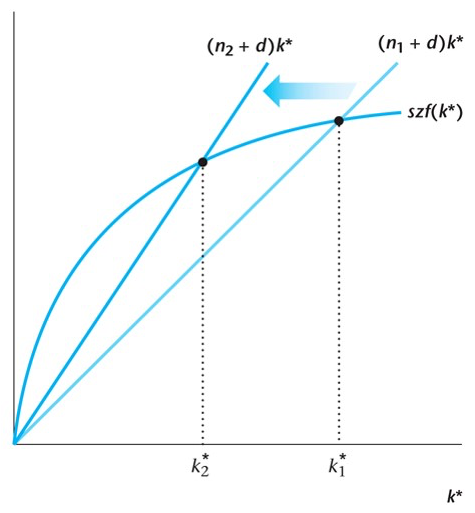 (n₂ + d)k*
(n₁ + d)k*
szf(k*)
k₂*
k₁*
k*